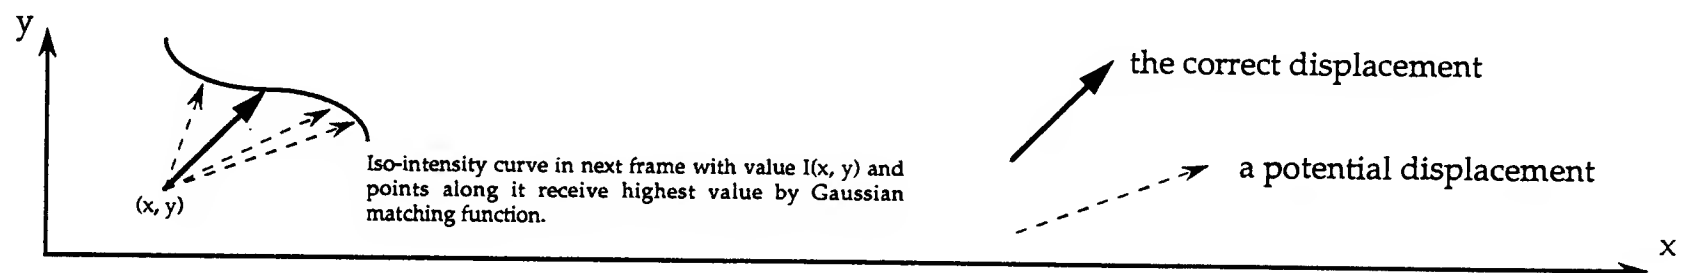 y
the correct displacement
Iso-intensity curve in next frame with value I(x, y) and
points along it receive highest value by Gaussian
matching function.
a potential displacement
(x, y)
x